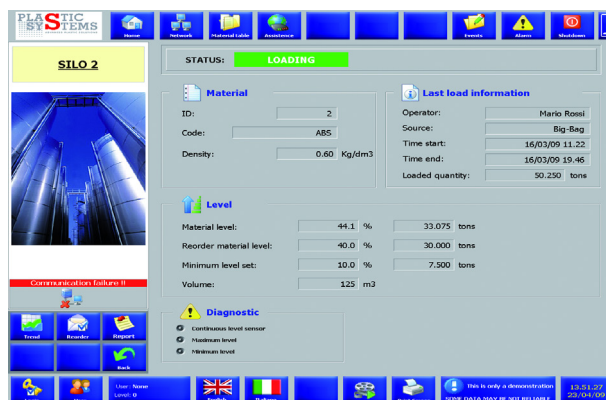 PLASTIC
SYSTEMS
Home
Network
Material table
Assistence
Events
Alarm
Shutdown
SILO 2
STATUS: LOADING
Material
ID: 2
Code: ABS
Density: 0.60 Kg/dm3
Last load information
Operator: Mario Rossi
Source: Big-Bag
Time start: 16/03/09 11.22
Time end: 16/03/09 19.46
Loaded quantity: 50.250 tons
Level
Material level: 44.1 % 33.075 tons
Reorder material level: 40.0 % 30.000 tons
Minimum level set: 10.0 % 7.500 tons
Volume: 125 m3
Communication failure !!
Diagnostic
Continuous level sensor
Maximum level
Minimum level
Trend
Reorder
Report
Back
User: None
Level: 0
English
Italiano
This is only a demonstration
SOME DATA MAY BE NOT RELIABLE
13.51.27
23/04/09